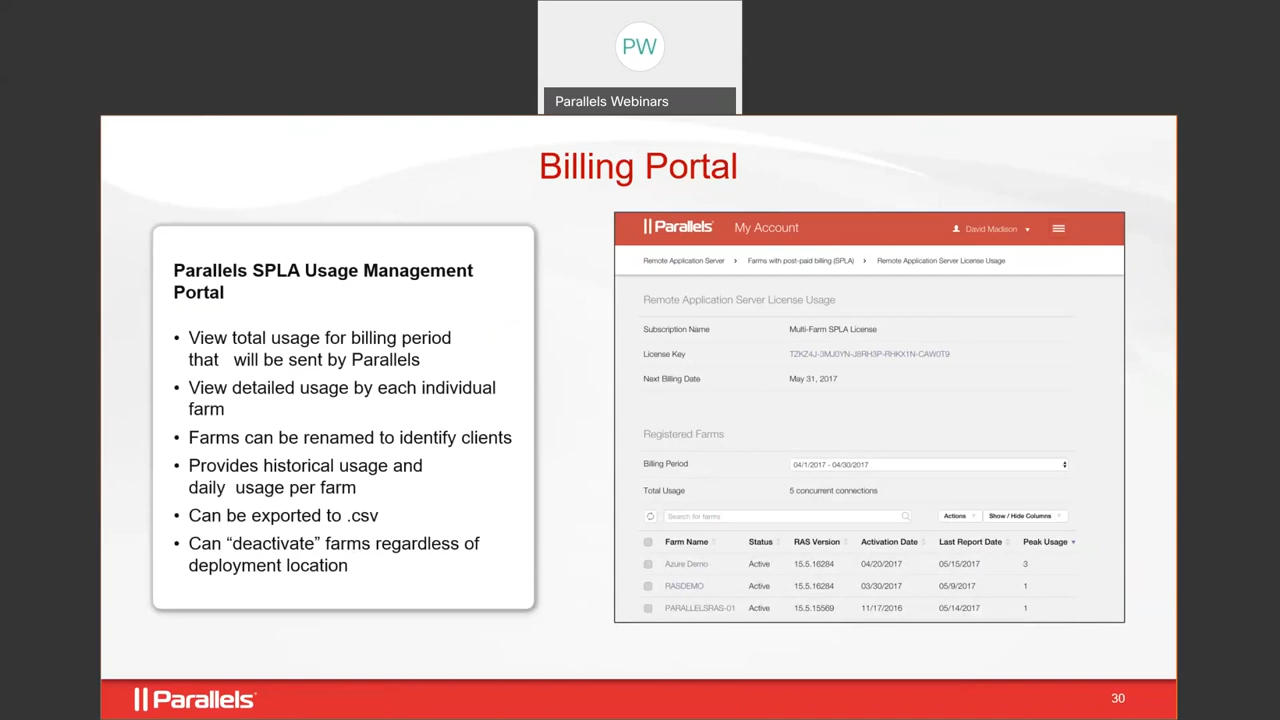 PW
Parallels Webinars
Billing Portal
Parallels SPLA Usage Management
Portal
• View total usage for billing period
that will be sent by Parallels
• View detailed usage by each individual
farm
• Farms can be renamed to identify clients
• Provides historical usage and
daily usage per farm
• Can be exported to .csv
• Can “deactivate” farms regardless of
deployment location
Parallels My Account David Madison
Remote Application Server › Farms with post-paid billing (SPLA) › Remote Application Server License Usage
Remote Application Server License Usage
Subscription Name Multi-Farm SPLA License
License Key
Next Billing Date May 31, 2017
Registered Farms
Billing Period 04/1/2017 - 04/30/2017
Total Usage 5 concurrent connections
Search for farms Actions Show / Hide Columns
Farm Name Status RAS Version Activation Date Last Report Date Peak Usage
Azure Demo Active 15.5.16284 04/20/2017 05/15/2017 3
RASDEMO Active 15.5.16284 03/30/2017 05/9/2017 1
PARALLELSRAS-01 Active 15.5.15569 11/17/2016 05/14/2017 1
Parallels 30